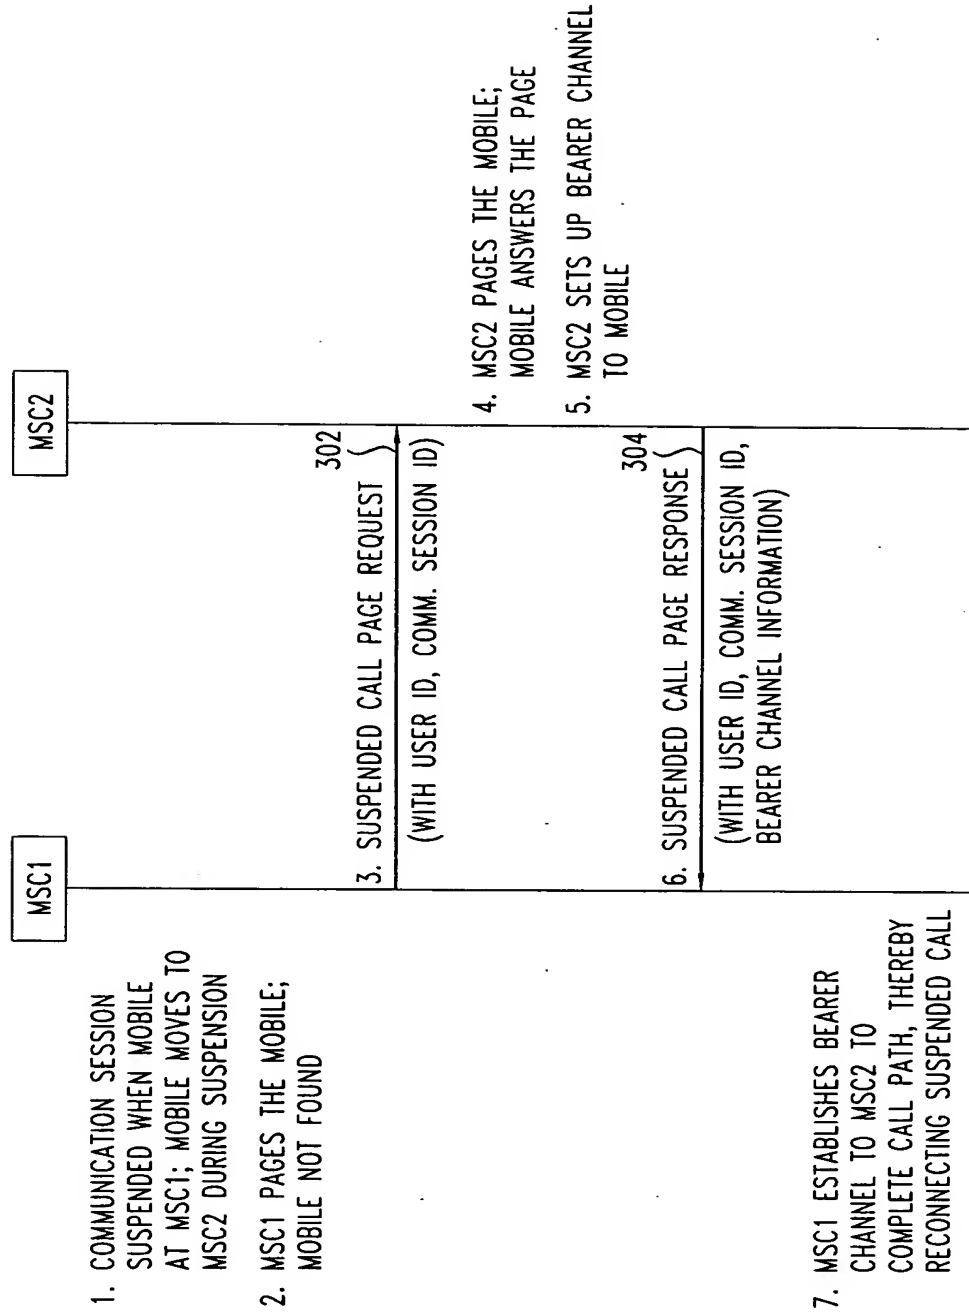 MSC1
MSC2
1. COMMUNICATION SESSION
SUSPENDED WHEN MOBILE
AT MSC1; MOBILE MOVES TO
MSC2 DURING SUSPENSION
2. MSC1 PAGES THE MOBILE;
MOBILE NOT FOUND
302
3. SUSPENDED CALL PAGE REQUEST
(WITH USER ID, COMM. SESSION ID)
4. MSC2 PAGES THE MOBILE;
MOBILE ANSWERS THE PAGE
5. MSC2 SETS UP BEARER CHANNEL
TO MOBILE
304
6. SUSPENDED CALL PAGE RESPONSE
(WITH USER ID, COMM. SESSION ID,
BEARER CHANNEL INFORMATION)
7. MSC1 ESTABLISHES BEARER
CHANNEL TO MSC2 TO
COMPLETE CALL PATH, THEREBY
RECONNECTING SUSPENDED CALL